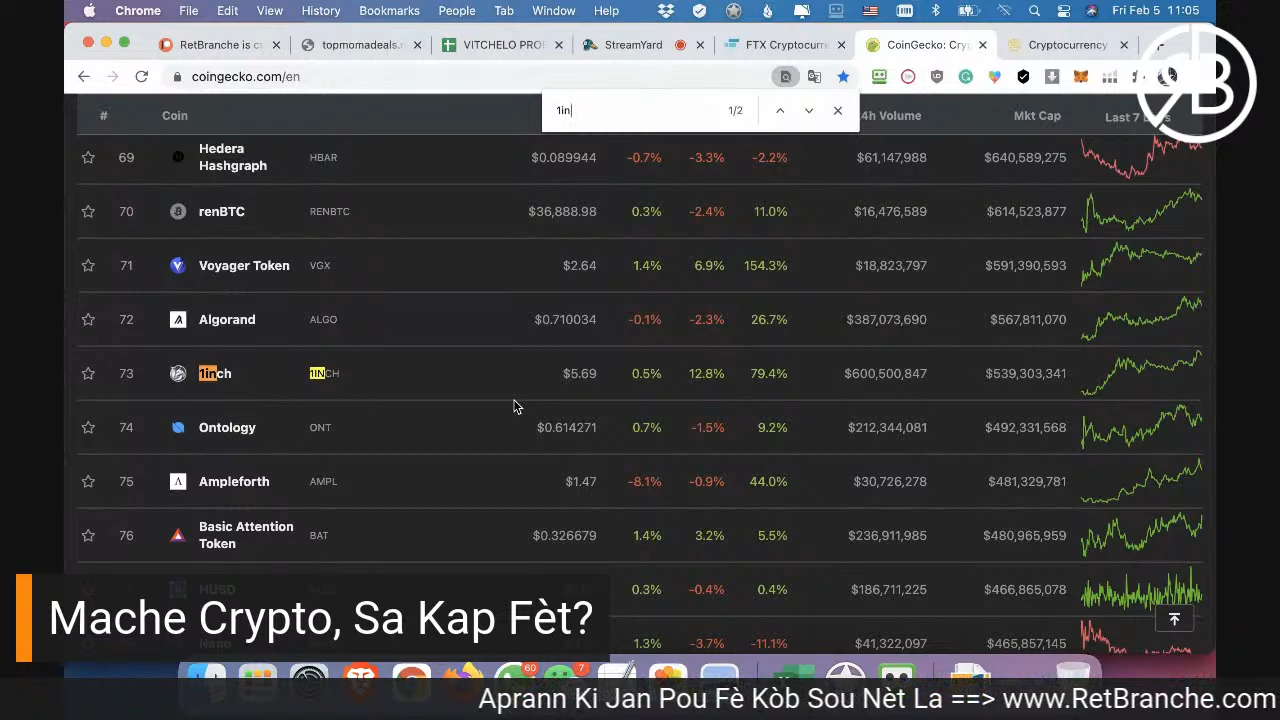 Chrome File Edit View History Bookmarks People Tab Window Help Fri Feb 5 11:05
RetBranche is c topmomadeals. VITCHELO PRO StreamYard FTX Cryptocurr CoinGecko: Cry Cryptocurrency
coingecko.com/en
1in 1/2
# Coin 4h Volume Mkt Cap Last 7 D
69 Hedera Hashgraph HBAR $0.089944 -0.7% -3.3% -2.2% $61,147,988 $640,589,275
70 renBTC RENBTC $36,888.98 0.3% -2.4% 11.0% $16,476,589 $614,523,877
71 Voyager Token VGX $2.64 1.4% 6.9% 154.3% $18,823,797 $591,390,593
72 Algorand ALGO $0.710034 -0.1% -2.3% 26.7% $387,073,690 $567,811,070
73 1inch 1INCH $5.69 0.5% 12.8% 79.4% $600,500,847 $539,303,341
74 Ontology ONT $0.614271 0.7% -1.5% 9.2% $212,344,081 $492,331,568
75 Ampleforth AMPL $1.47 -8.1% -0.9% 44.0% $30,726,278 $481,329,781
76 Basic Attention Token BAT $0.326679 1.4% 3.2% 5.5% $236,911,985 $480,965,959
HUSD 0.3% -0.4% 0.4% $186,711,225 $466,865,078
1.3% -3.7% -11.1% $41,322,097 $465,857,145
Mache Crypto, Sa Kap Fèt?
60 7
Aprann Ki Jan Pou Fè Kòb Sou Nèt La ==> www.RetBranche.com